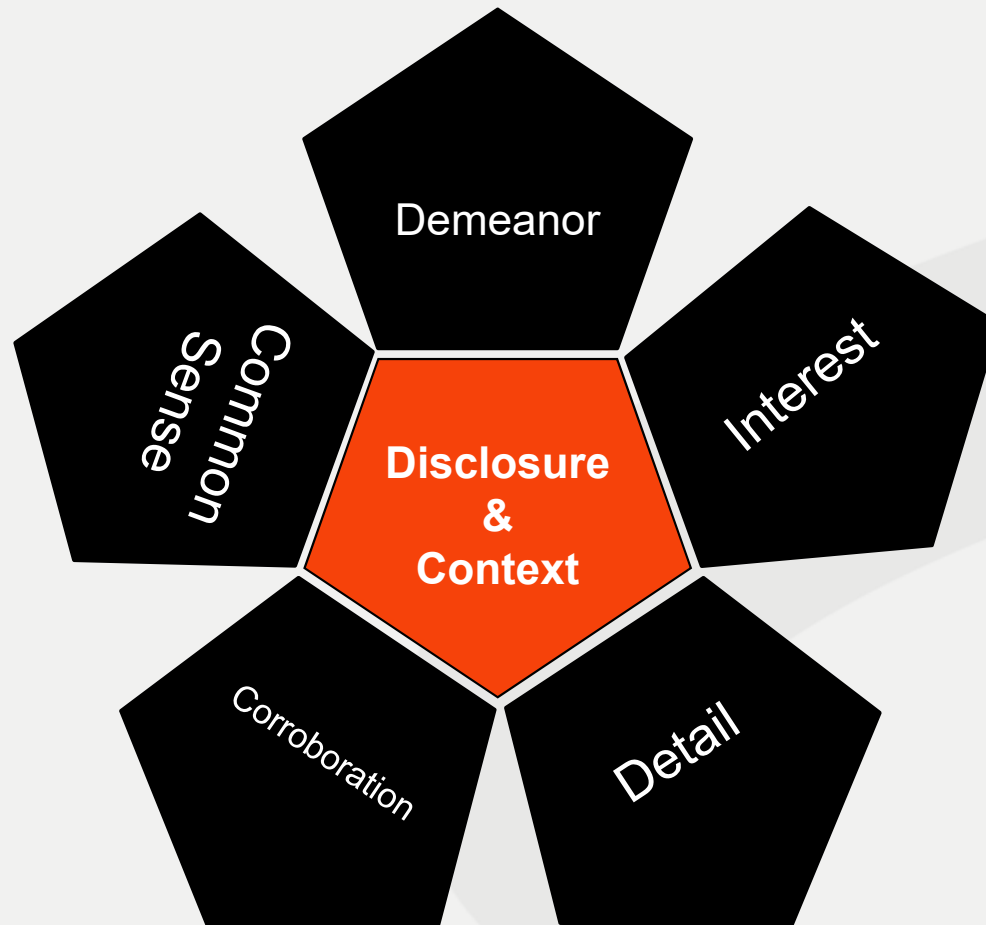 Demeanor
Interest
Common
Sense
Disclosure
&
Context
Corroboration
Detail